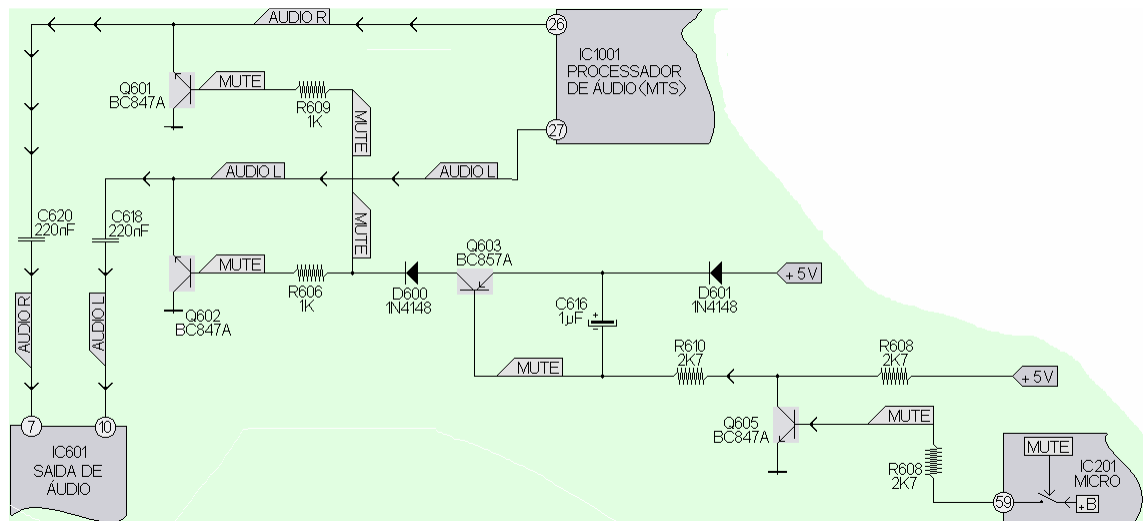 AUDIO R
26
IC1001
PROCESSADOR
DE ÁUDIO(MTS)
Q601
BC847A
MUTE
R609
1K
MUTE
27
AUDIO L
AUDIO L
C620
220nF
C618
220nF
MUTE
Q603
BC857A
MUTE
R606
1K
Q602
BC847A
D600
1N4148
C616
1µF
+
-
D601
1N4148
+5V
AUDIO R
AUDIO L
MUTE
R610
2K7
R608
2K7
+5V
Q605
BC847A
MUTE
7
10
IC601
SAIDA DE
ÁUDIO
R608
2K7
59
MUTE
IC201
MICRO
+B